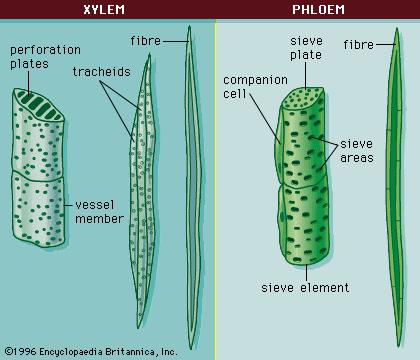 XYLEM
perforation
plates
tracheids
fibre
vessel
member
PHLOEM
sieve
plate
fibre
companion
cell
sieve
areas
sieve element
©1996 Encyclopaedia Britannica, Inc.